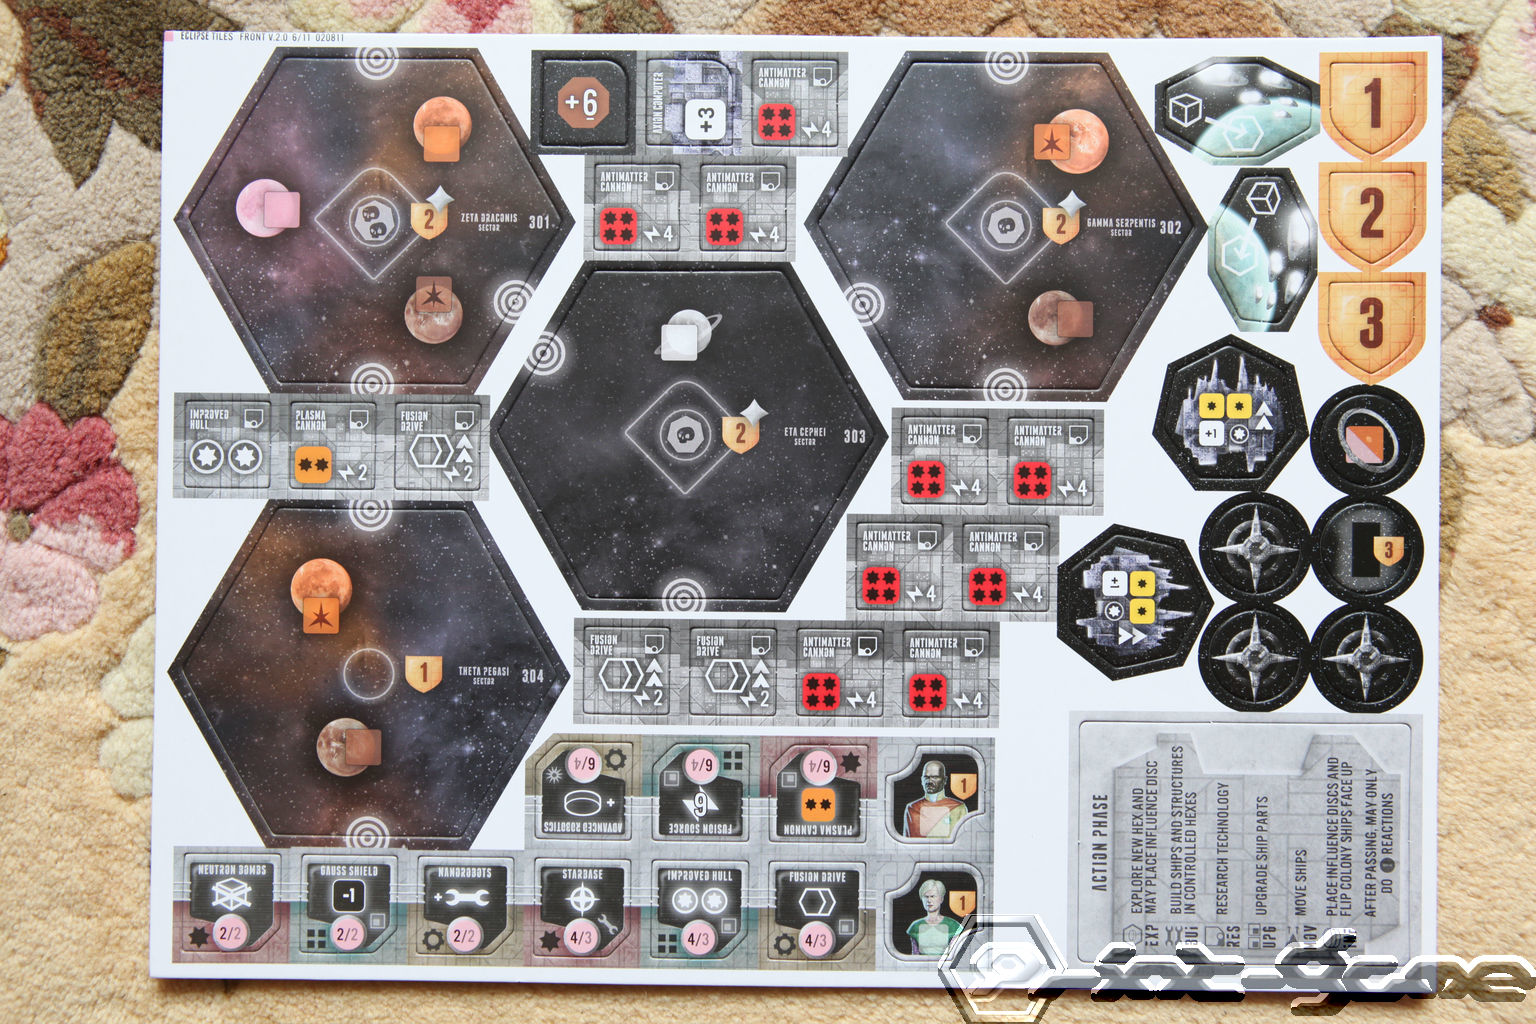 ECLIPSE TILES FRONT V.2.0 6/11 020811
+6
AXION COMPUTER
+3
ANTIMATTER
CANNON
4
ANTIMATTER
CANNON
4
ANTIMATTER
CANNON
4
2
ZETA DRACONIS
SECTOR
301
2
GAMMA SERPENTIS
SECTOR
302
1
2
3
2
ETA CEPHEI
SECTOR
303
IMPROVED
HULL
PLASMA
CANNON
2
FUSION
DRIVE
2
ANTIMATTER
CANNON
4
ANTIMATTER
CANNON
4
+1
ANTIMATTER
CANNON
4
ANTIMATTER
CANNON
4
+1
3
1
THETA PEGASI
SECTOR
304
FUSION
DRIVE
2
FUSION
DRIVE
2
ANTIMATTER
CANNON
4
ANTIMATTER
CANNON
4
6/4
+
ADVANCED ROBOTICS
6/4
FUSION SOURCE
6/4
PLASMA CANNON
1
NEUTRON BOMBS
2/2
GAUSS SHIELD
-1
2/2
NANOROBOTS
+
2/2
STARBASE
4/3
IMPROVED HULL
4/3
FUSION DRIVE
4/3
1
ACTION PHASE
EXP
EXPLORE NEW HEX AND
MAY PLACE INFLUENCE DISC
BUI
BUILD SHIPS AND STRUCTURES
IN CONTROLLED HEXES
RES
RESEARCH TECHNOLOGY
UPG
UPGRADE SHIP PARTS
MOV
MOVE SHIPS
PLACE INFLUENCE DISCS AND
FLIP COLONY SHIPS FACE UP
AFTER PASSING, MAY ONLY
DO REACTIONS